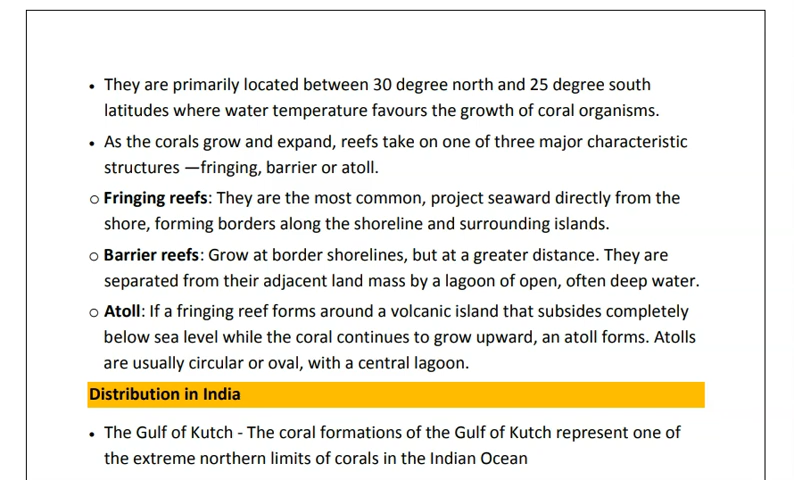 • They are primarily located between 30 degree north and 25 degree south
latitudes where water temperature favours the growth of coral organisms.
• As the corals grow and expand, reefs take on one of three major characteristic
structures —fringing, barrier or atoll.
o Fringing reefs: They are the most common, project seaward directly from the
shore, forming borders along the shoreline and surrounding islands.
o Barrier reefs: Grow at border shorelines, but at a greater distance. They are
separated from their adjacent land mass by a lagoon of open, often deep water.
o Atoll: If a fringing reef forms around a volcanic island that subsides completely
below sea level while the coral continues to grow upward, an atoll forms. Atolls
are usually circular or oval, with a central lagoon.
Distribution in India
• The Gulf of Kutch - The coral formations of the Gulf of Kutch represent one of
the extreme northern limits of corals in the Indian Ocean